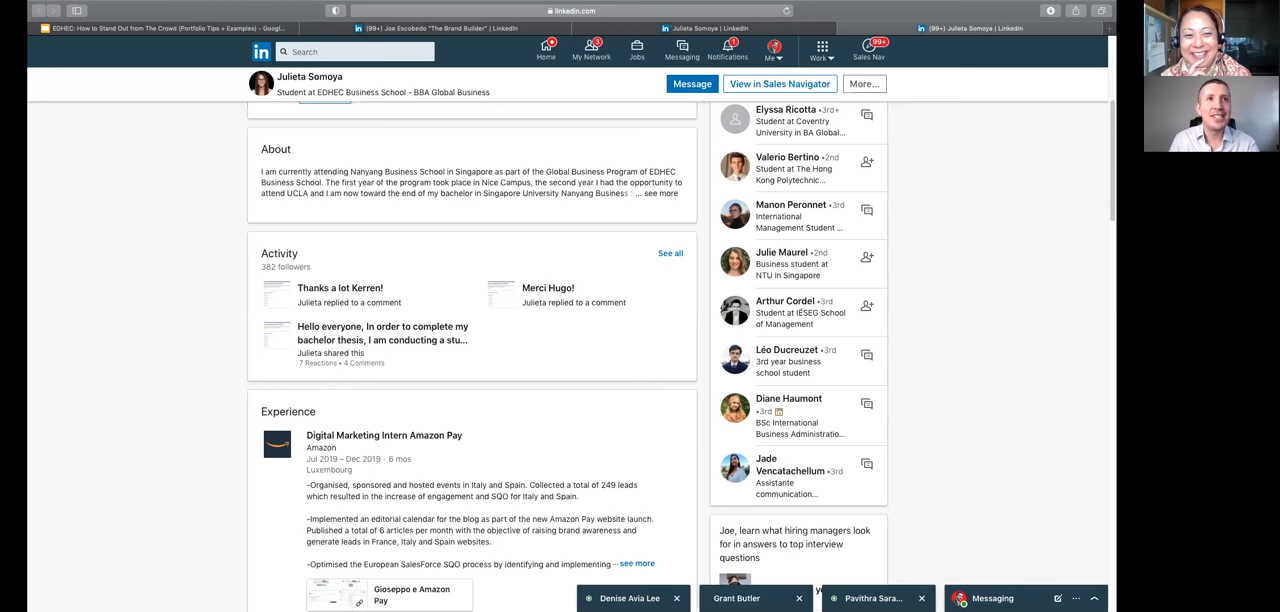 linkedin.com
EDHEC: How to Stand Out from The Crowd (Portfolio Tips + Examples) - Googl...
(99+) Joe Escobedo "The Brand Builder" | LinkedIn
Julieta Somoya | LinkedIn
(99+) Julieta Somoya | LinkedIn
in
Search
Home
3
My Network
Jobs
Messaging
1
Notifications
Me
Work
99+
Sales Nav
Julieta Somoya
Student at EDHEC Business School - BBA Global Business
Message
View in Sales Navigator
More...
About
I am currently attending Nanyang Business School in Singapore as part of the Global Business Program of EDHEC
Business School. The first year of the program took place in Nice Campus, the second year I had the opportunity to
attend UCLA and I am now toward the end of my bachelor in Singapore University Nanyang Business S... see more
Activity
See all
382 followers
Thanks a lot Kerren!
Julieta replied to a comment
Merci Hugo!
Julieta replied to a comment
Hello everyone, In order to complete my
bachelor thesis, I am conducting a stu...
Julieta shared this
7 Reactions • 4 Comments
Experience
Digital Marketing Intern Amazon Pay
Amazon
Jul 2019 – Dec 2019 · 6 mos
Luxembourg
-Organised, sponsored and hosted events in Italy and Spain. Collected a total of 249 leads
which resulted in the increase of engagement and SQO for Italy and Spain.
-Implemented an editorial calendar for the blog as part of the new Amazon Pay website launch.
Published a total of 6 articles per month with the objective of raising brand awareness and
generate leads in France, Italy and Spain websites.
-Optimised the European SalesForce SQO process by identifying and implementing ... see more
Gioseppo e Amazon
Pay
Elyssa Ricotta •3rd+
Student at Coventry
University in BA Global...
Valerio Bertino •2nd
Student at The Hong
Kong Polytechnic...
Manon Peronnet •3rd
International
Management Student ...
Julie Maurel •2nd
Business student at
NTU in Singapore
Arthur Cordel •3rd
Student at IÉSEG School
of Management
Léo Ducreuzet •3rd
3rd year business
school student
Diane Haumont
•3rd in
BSc International
Business Administratio...
Jade
Vencatachellum •3rd
Assistante
communication...
Joe, learn what hiring managers look
for in answers to top interview
questions
Denise Avia Lee
Grant Butler
Pavithra Sara...
Messaging